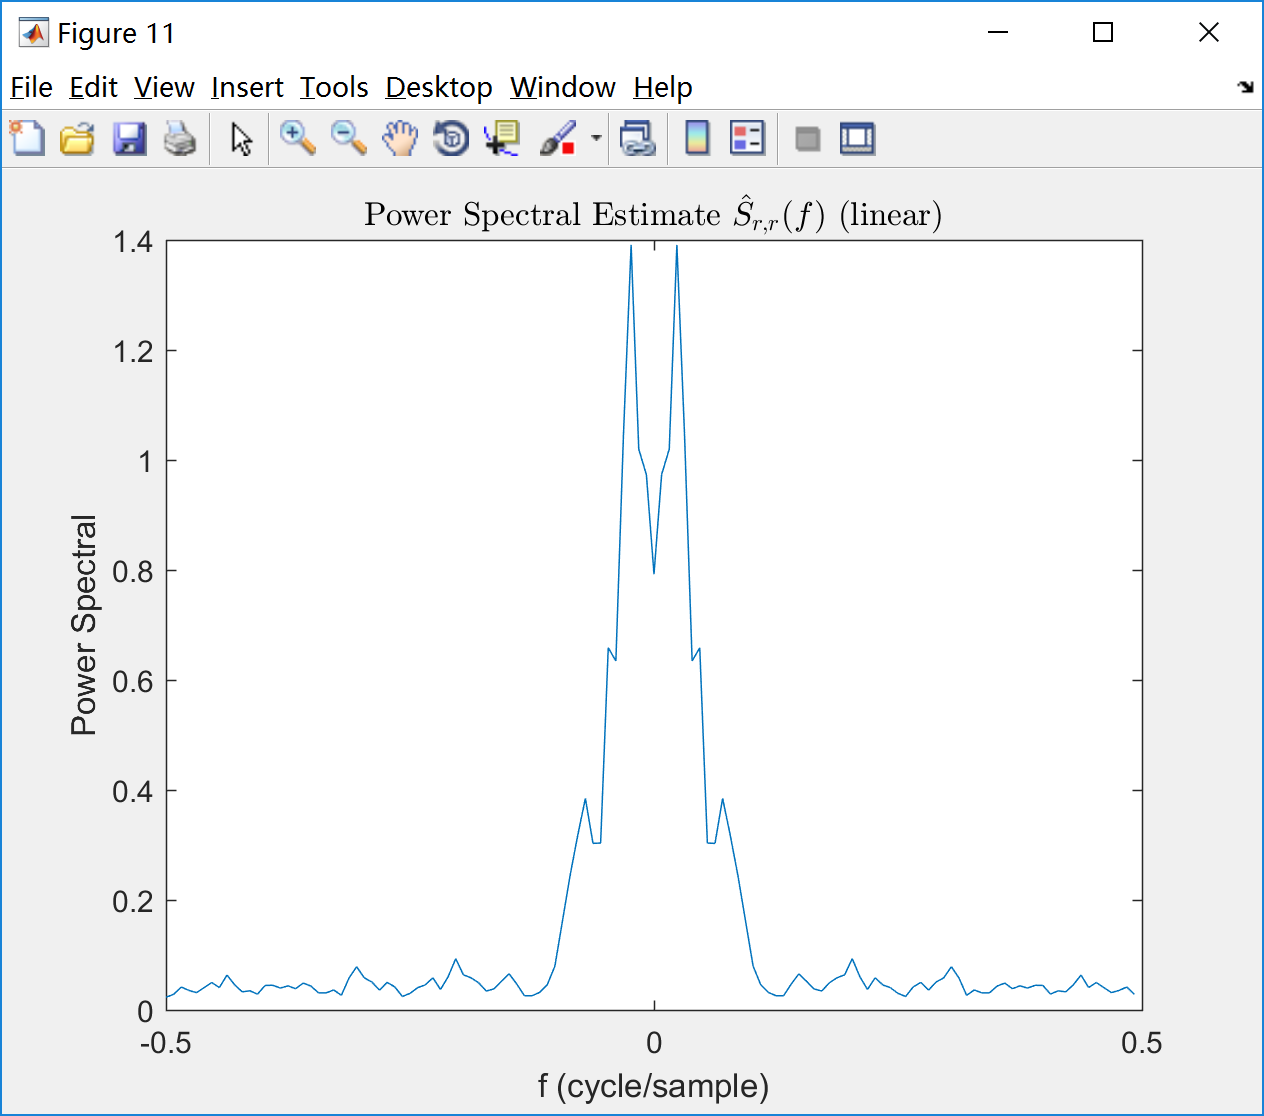 Figure 11
File Edit View Insert Tools Desktop Window Help
Power Spectral Estimate Ŝr,r(f) (linear)
1.4
1.2
1
0.8
0.6
0.4
0.2
0
Power Spectral
-0.5 0 0.5
f (cycle/sample)